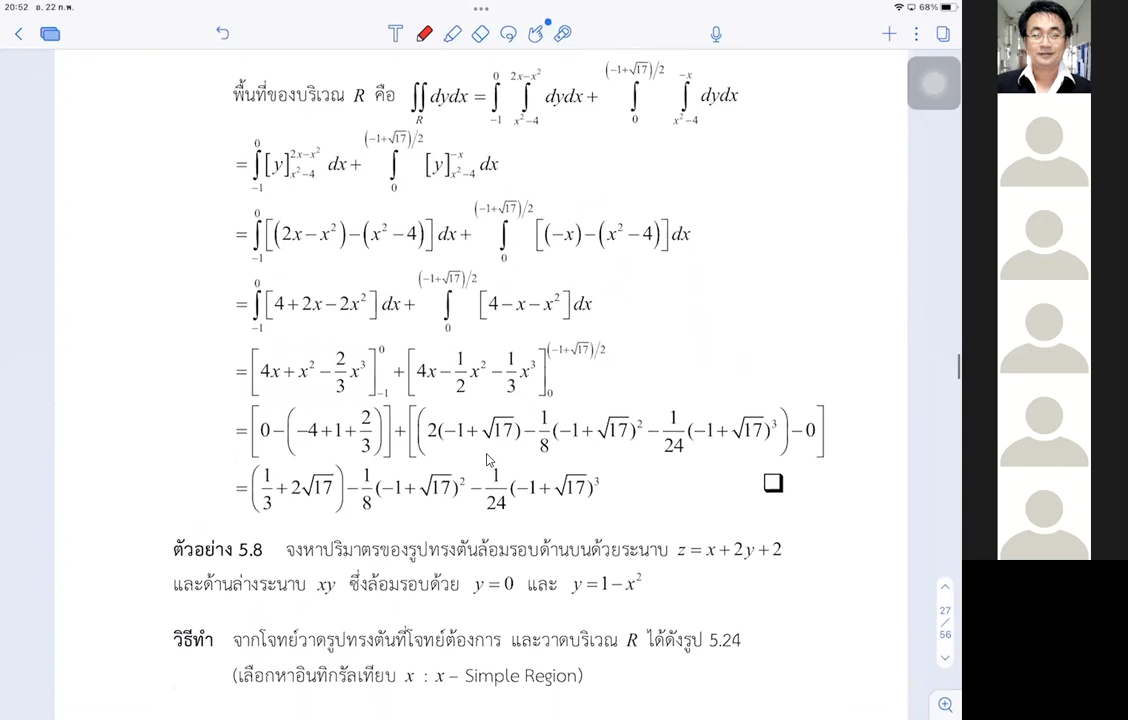 20:52 อ. 22 ก.พ.
68%
พื้นที่ของบริเวณ R คือ ∬_R dydx = ∫_{-1}^{0} ∫_{x²-4}^{2x-x²} dydx + ∫_{0}^{(-1+√17)/2} ∫_{x²-4}^{-x} dydx
= ∫_{-1}^{0} [y]_{x²-4}^{2x-x²} dx + ∫_{0}^{(-1+√17)/2} [y]_{x²-4}^{-x} dx
= ∫_{-1}^{0} [(2x-x²)-(x²-4)] dx + ∫_{0}^{(-1+√17)/2} [(-x)-(x²-4)] dx
= ∫_{-1}^{0} [4+2x-2x²] dx + ∫_{0}^{(-1+√17)/2} [4-x-x²] dx
= [4x+x²-2/3x³]_{-1}^{0} + [4x-1/2x²-1/3x³]_{0}^{(-1+√17)/2}
= [0-(-4+1+2/3)] + [(2(-1+√17)-1/8(-1+√17)²-1/24(-1+√17)³)-0]
= (1/3+2√17)-1/8(-1+√17)²-1/24(-1+√17)³ ❑
ตัวอย่าง 5.8 จงหาปริมาตรของรูปทรงตันล้อมรอบด้านบนด้วยระนาบ z = x+2y+2
และด้านล่างระนาบ xy ซึ่งล้อมรอบด้วย y = 0 และ y = 1-x²
วิธีทำ จากโจทย์วาดรูปทรงตันที่โจทย์ต้องการ และวาดบริเวณ R ได้ดังรูป 5.24
(เลือกหาอินทิกรัลเทียบ x : x – Simple Region)
27
/
56